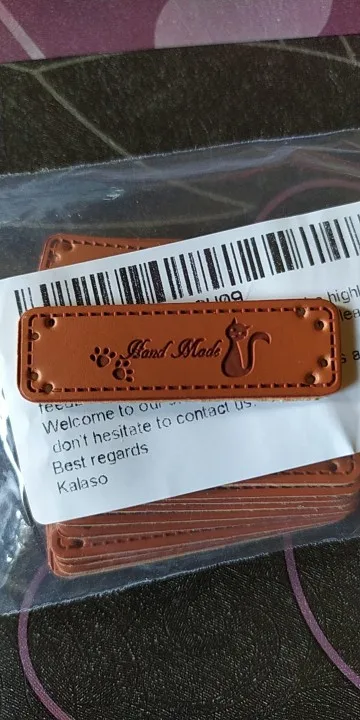 Hand Made
Welcome to our
don't hesitate to contact us.
Best regards
Kalaso